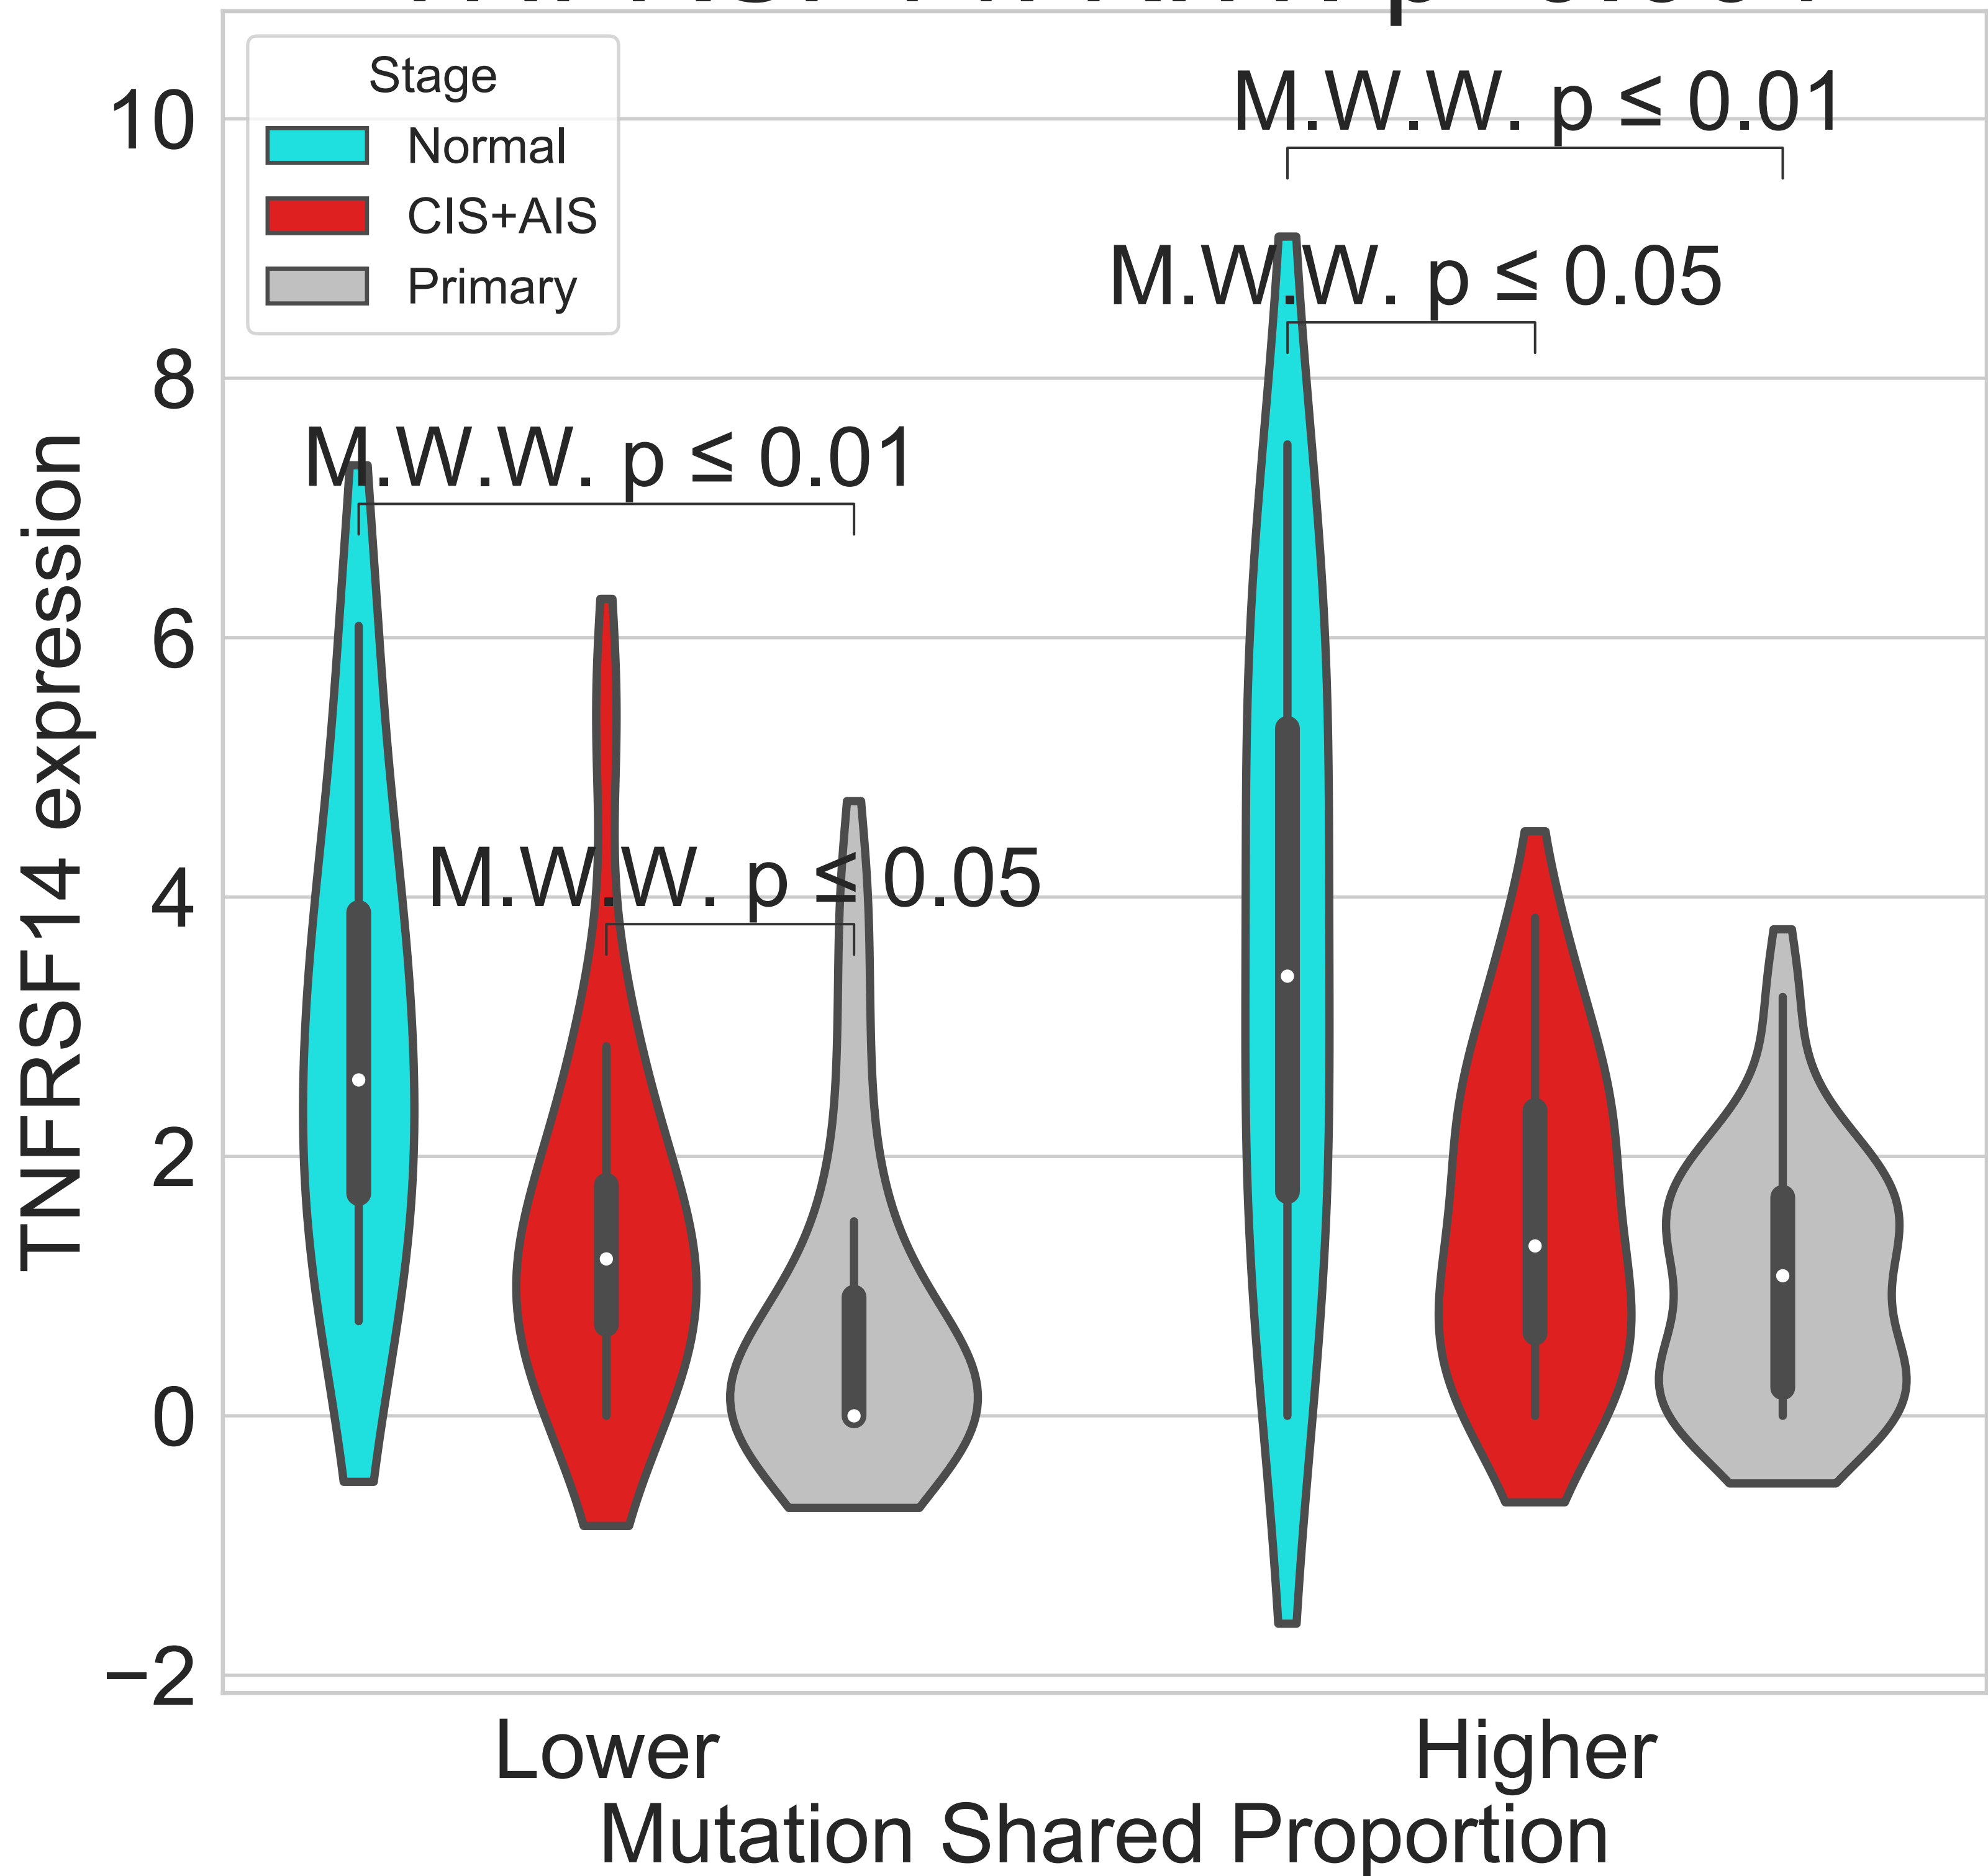 Stage
Normal
CIS+AIS
Primary
M.W.W. p ≤ 0.01
M.W.W. p ≤ 0.05
M.W.W. p ≤ 0.01
M.W.W. p ≤ 0.05
10
8
6
4
2
0
−2
TNFRSF14 expression
Lower
Higher
Mutation Shared Proportion